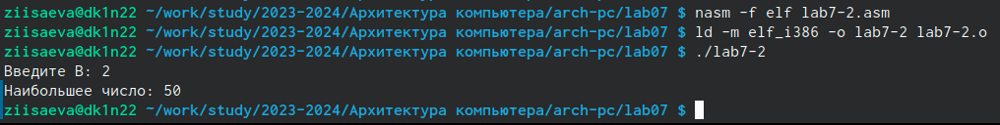 ziisaeva@dk1n22 ~/work/study/2023-2024/Архитектура компьютера/arch-pc/lab07 $ nasm -f elf lab7-2.asm
ziisaeva@dk1n22 ~/work/study/2023-2024/Архитектура компьютера/arch-pc/lab07 $ ld -m elf_i386 -o lab7-2 lab7-2.o
ziisaeva@dk1n22 ~/work/study/2023-2024/Архитектура компьютера/arch-pc/lab07 $ ./lab7-2
Введите В: 2
Наибольшее число: 50
ziisaeva@dk1n22 ~/work/study/2023-2024/Архитектура компьютера/arch-pc/lab07 $